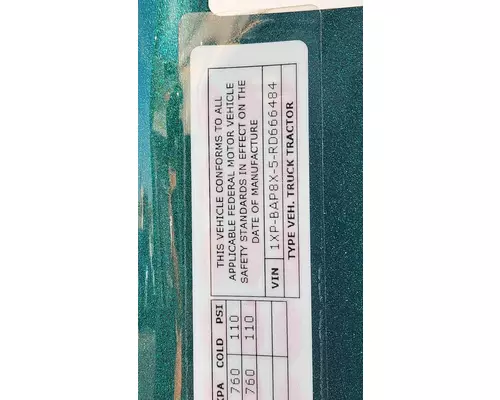 THIS VEHICLE CONFORMS TO ALL
APPLICABLE FEDERAL MOTOR VEHICLE
SAFETY STANDARDS IN EFFECT ON THE
DATE OF MANUFACTURE
VIN 1XP-BAP8X-5-RD666484
TYPE VEH. TRUCK TRACTOR
KPA COLD PSI
760 110
760 110